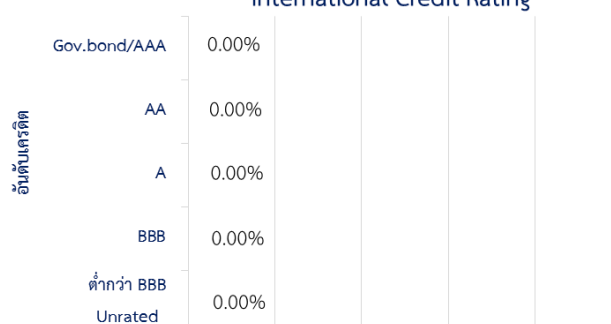 International Credit Rating
Gov.bond/AAA 0.00%
AA 0.00%
A 0.00%
BBB 0.00%
ต่ำกว่า BBB
Unrated 0.00%
อันดับเครดิต